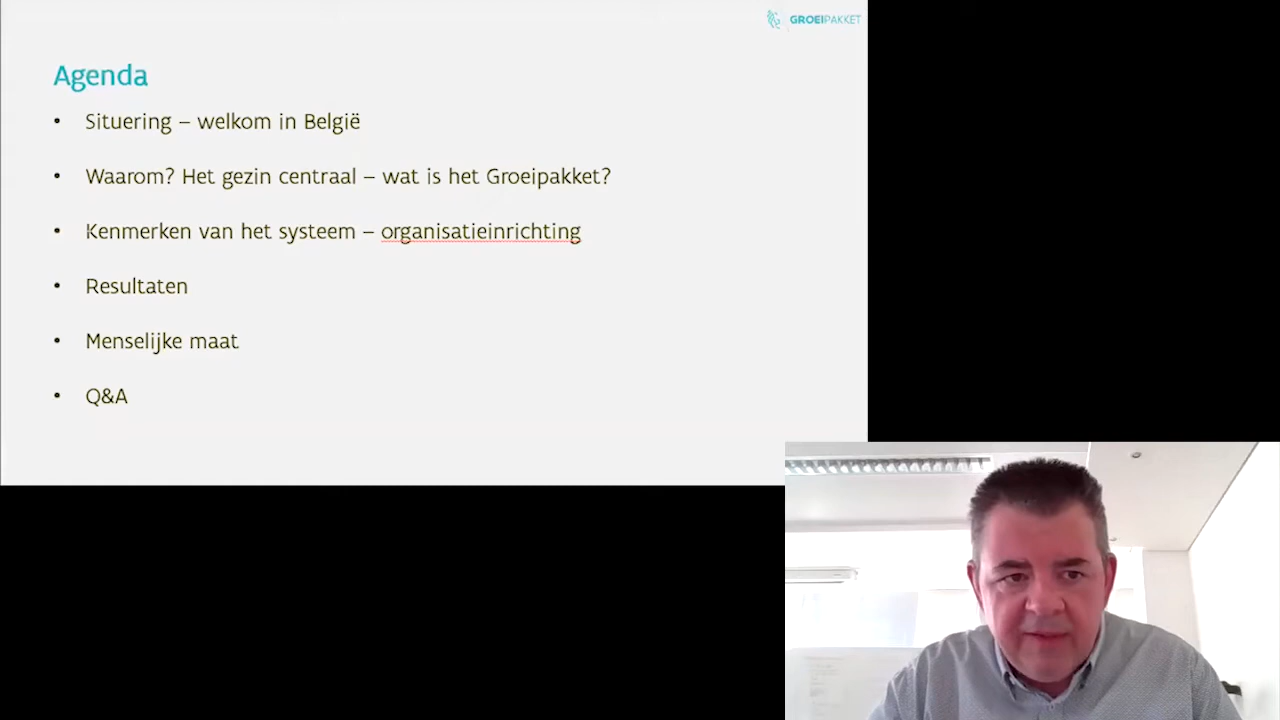 GROEIPAKKET
Agenda
• Situering – welkom in België
• Waarom? Het gezin centraal – wat is het Groeipakket?
• Kenmerken van het systeem – organisatieinrichting
• Resultaten
• Menselijke maat
• Q&A